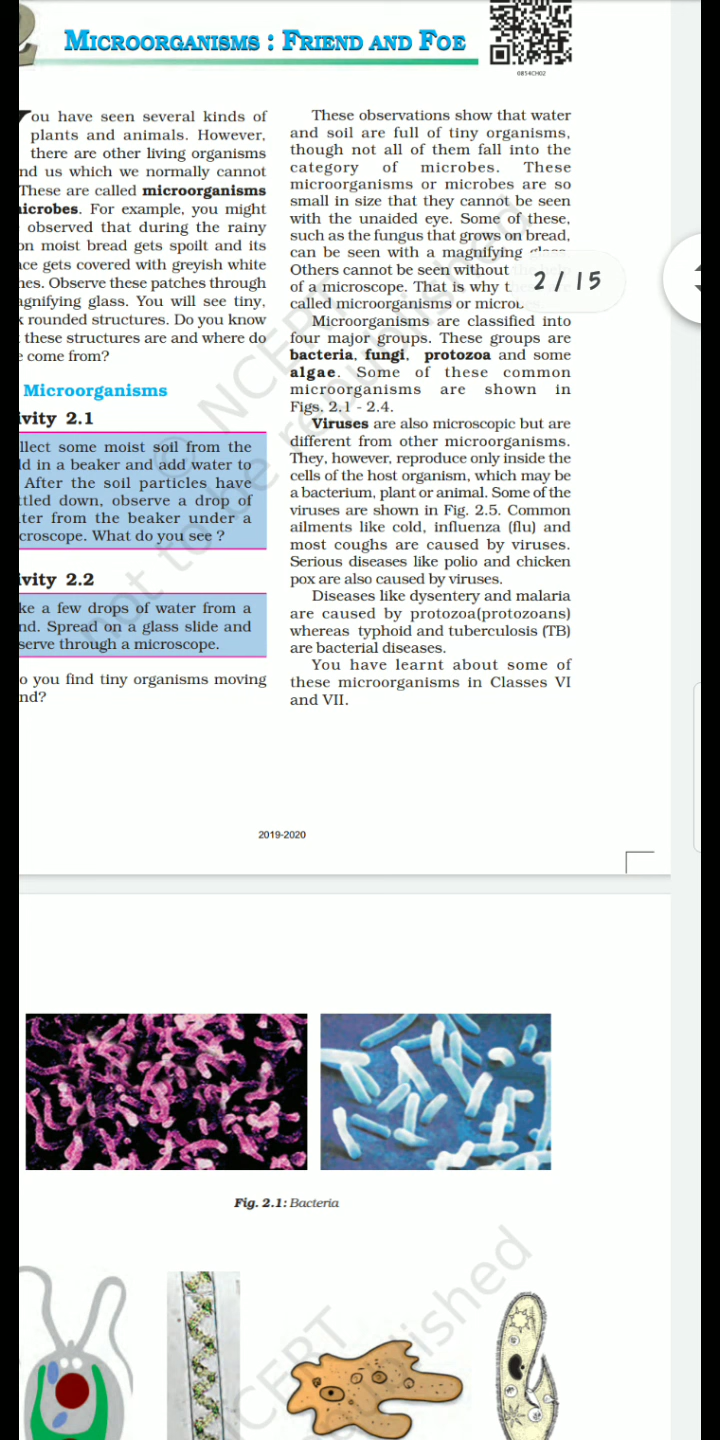 2
MICROORGANISMS : FRIEND AND FOE
0854CH02
ou have seen several kinds of
plants and animals. However,
there are other living organisms
nd us which we normally cannot
These are called microorganisms
icrobes. For example, you might
observed that during the rainy
on moist bread gets spoilt and its
ce gets covered with greyish white
hes. Observe these patches through
agnifying glass. You will see tiny,
k rounded structures. Do you know
these structures are and where do
e come from?
Microorganisms
ivity 2.1
llect some moist soil from the
ld in a beaker and add water to
After the soil particles have
ttled down, observe a drop of
ter from the beaker under a
croscope. What do you see ?
ivity 2.2
ke a few drops of water from a
nd. Spread on a glass slide and
serve through a microscope.
o you find tiny organisms moving
nd?
These observations show that water
and soil are full of tiny organisms,
though not all of them fall into the
category of microbes. These
microorganisms or microbes are so
small in size that they cannot be seen
with the unaided eye. Some of these,
such as the fungus that grows on bread,
can be seen with a magnifying
Others cannot be seen without
of a microscope. That is why
called microorganisms or
2 / 15
Microorganisms are classified into
four major groups. These groups are
bacteria, fungi, protozoa and some
algae. Some of these common
microorganisms are shown in
Figs. 2.1 - 2.4.
Viruses are also microscopic but are
different from other microorganisms.
They, however, reproduce only inside the
cells of the host organism, which may be
a bacterium, plant or animal. Some of the
viruses are shown in Fig. 2.5. Common
ailments like cold, influenza (flu) and
most coughs are caused by viruses.
Serious diseases like polio and chicken
pox are also caused by viruses.
Diseases like dysentery and malaria
are caused by protozoa(protozoans)
whereas typhoid and tuberculosis (TB)
are bacterial diseases.
You have learnt about some of
these microorganisms in Classes VI
and VII.
© NCERT
not to be republished
2019-2020
Fig. 2.1: Bacteria
NCERT
republished